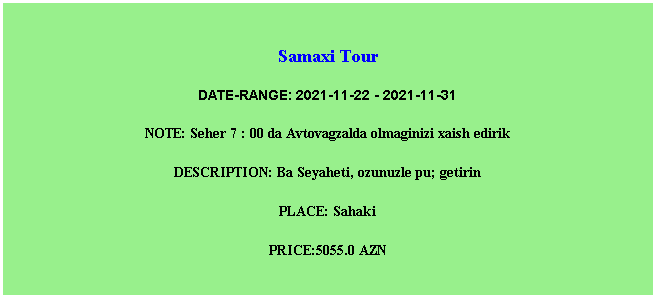 Samaxi Tour
DATE-RANGE: 2021-11-22 - 2021-11-31
NOTE: Seher 7 : 00 da Avtovagzalda olmaginizi xaish edirik
DESCRIPTION: Ba Seyaheti, ozunuzle pu; getirin
PLACE: Sahaki
PRICE:5055.0 AZN